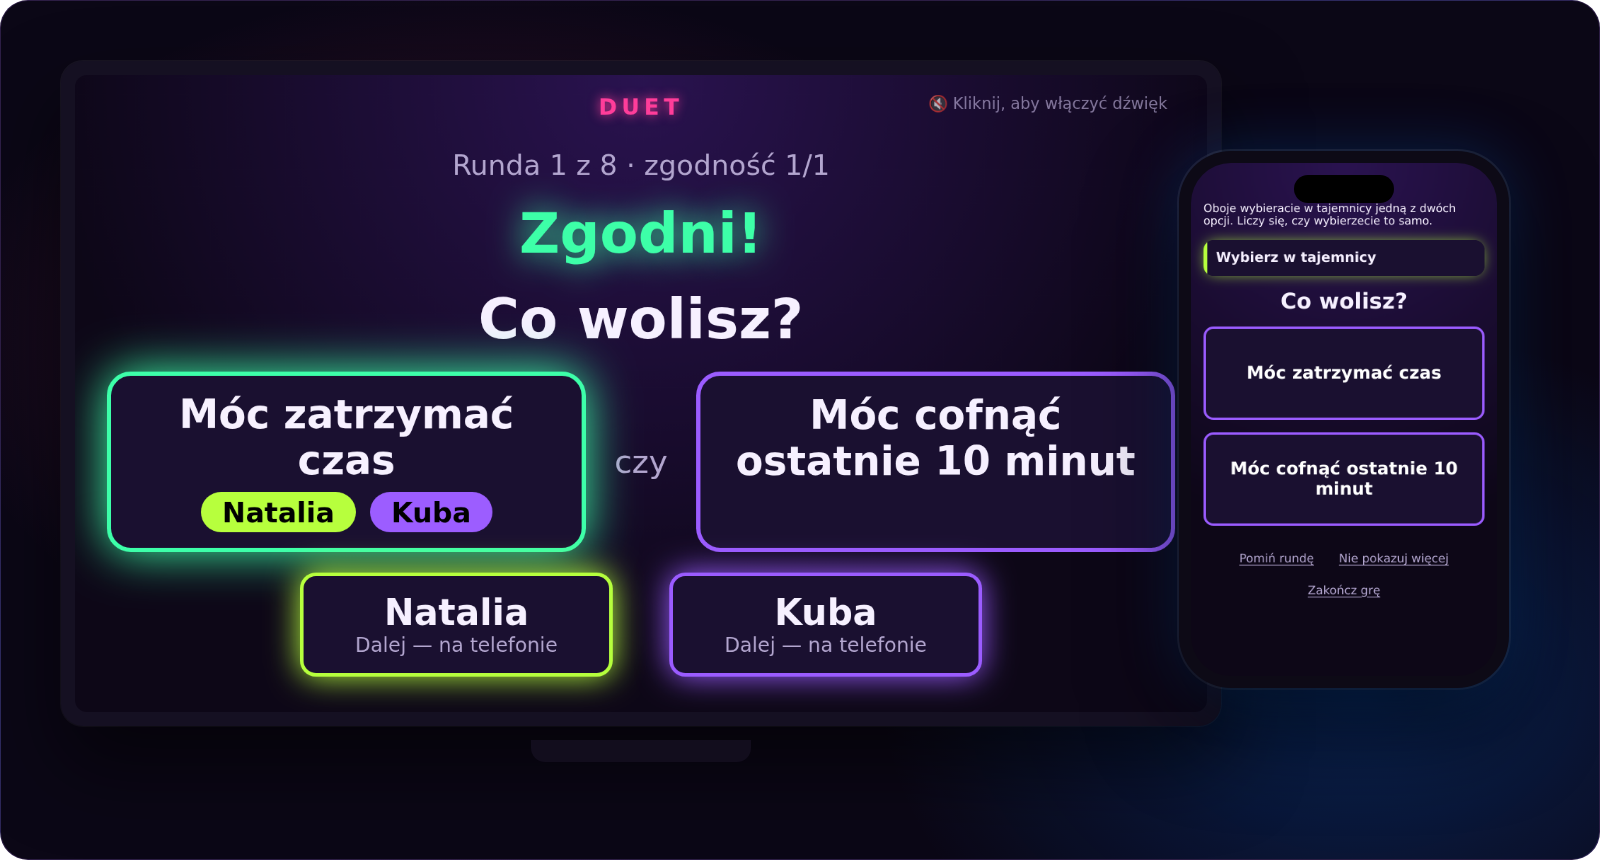 DUET
🔇 Kliknij, aby włączyć dźwięk
Runda 1 z 8 · zgodność 1/1
Zgodni!
Co wolisz?
Móc zatrzymać
czas
Natalia Kuba
czy
Móc cofnąć
ostatnie 10 minut
Natalia
Dalej — na telefonie
Kuba
Dalej — na telefonie
Oboje wybieracie w tajemnicy jedną z dwóch
opcji. Liczy się, czy wybierzecie to samo.
Wybierz w tajemnicy
Co wolisz?
Móc zatrzymać czas
Móc cofnąć ostatnie 10
minut
Pomiń rundę Nie pokazuj więcej
Zakończ grę